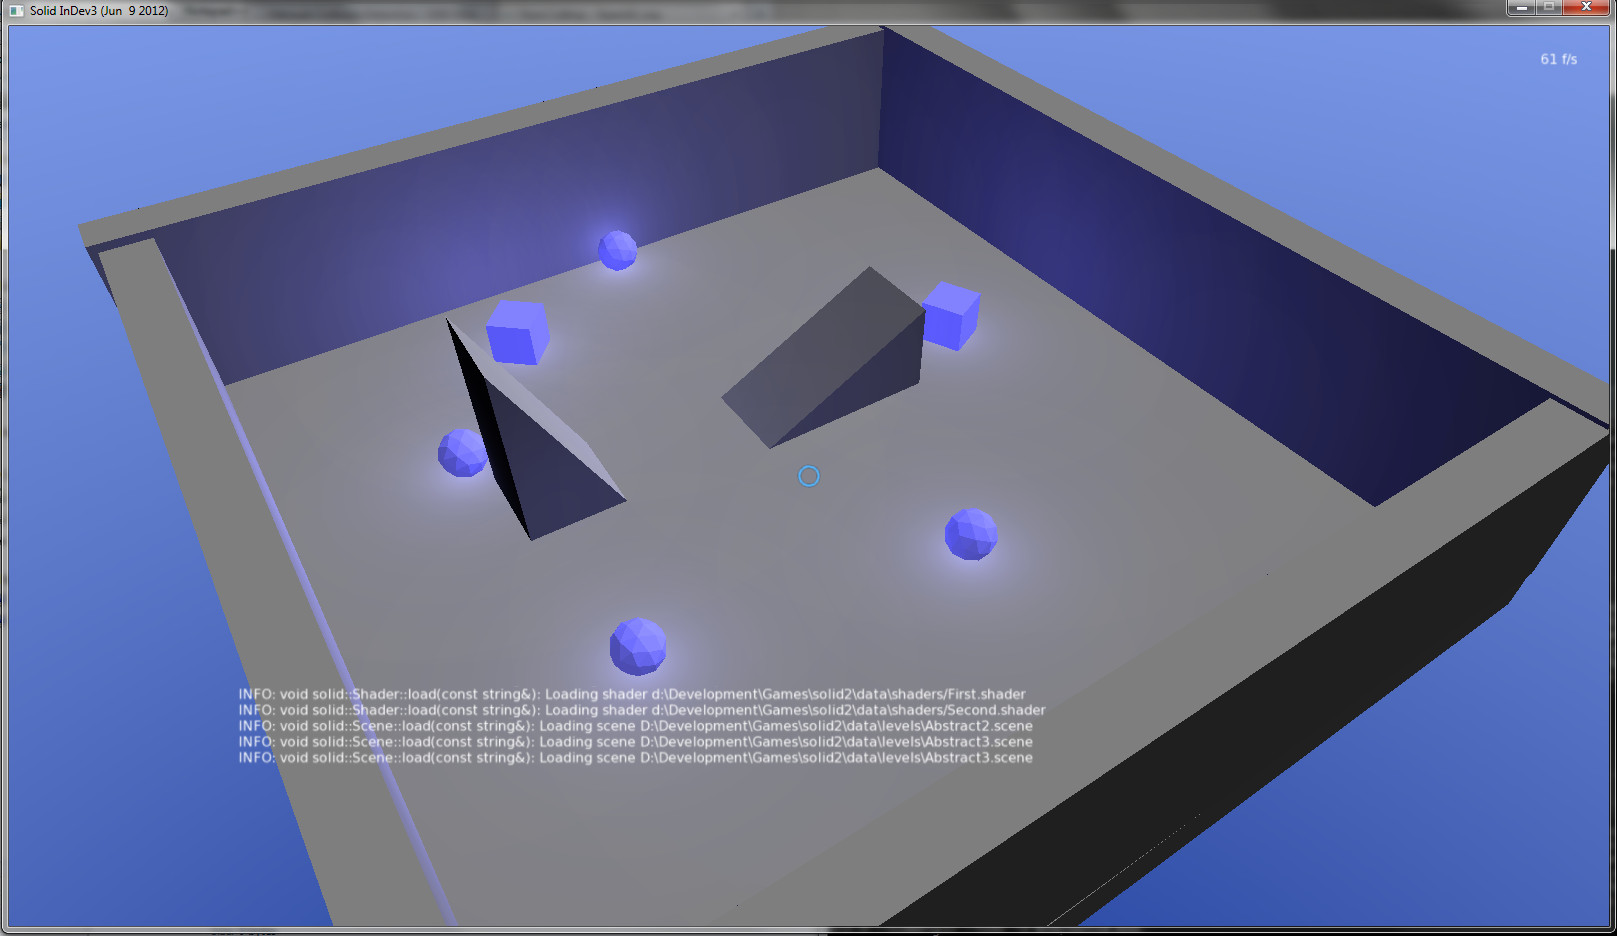 Solid InDev3 (Jun  9 2012)
61 f/s
INFO: void solid::Shader::load(const string&): Loading shader d:\Development\Games\solid2\data\shaders/First.shader
INFO: void solid::Shader::load(const string&): Loading shader d:\Development\Games\solid2\data\shaders/Second.shader
INFO: void solid::Scene::load(const string&): Loading scene D:\Development\Games\solid2\data\levels\Abstract2.scene
INFO: void solid::Scene::load(const string&): Loading scene D:\Development\Games\solid2\data\levels\Abstract3.scene
INFO: void solid::Scene::load(const string&): Loading scene D:\Development\Games\solid2\data\levels\Abstract3.scene